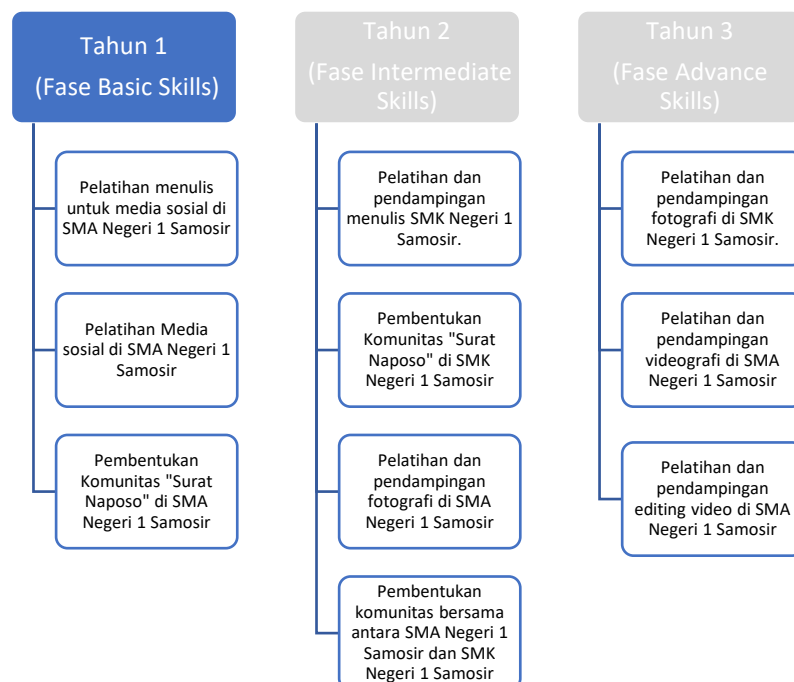 Tahun 1
(Fase Basic Skills)
Pelatihan menulis
untuk media sosial di
SMA Negeri 1 Samosir
Pelatihan Media
sosial di SMA Negeri 1
Samosir
Pembentukan
Komunitas "Surat
Naposo" di SMA
Negeri 1 Samosir
Tahun 2
(Fase Intermediate
Skills)
Pelatihan dan
pendampingan
menulis SMK Negeri 1
Samosir.
Pembentukan
Komunitas "Surat
Naposo" di SMK
Negeri 1 Samosir
Pelatihan dan
pendampingan
fotografi di SMA
Negeri 1 Samosir
Pembentukan
komunitas bersama
antara SMA Negeri 1
Samosir dan SMK
Negeri 1 Samosir
Tahun 3
(Fase Advance
Skills)
Pelatihan dan
pendampingan
fotografi di SMK
Negeri 1 Samosir.
Pelatihan dan
pendampingan
videografi di SMA
Negeri 1 Samosir
Pelatihan dan
pendampingan
editing video di SMA
Negeri 1 Samosir